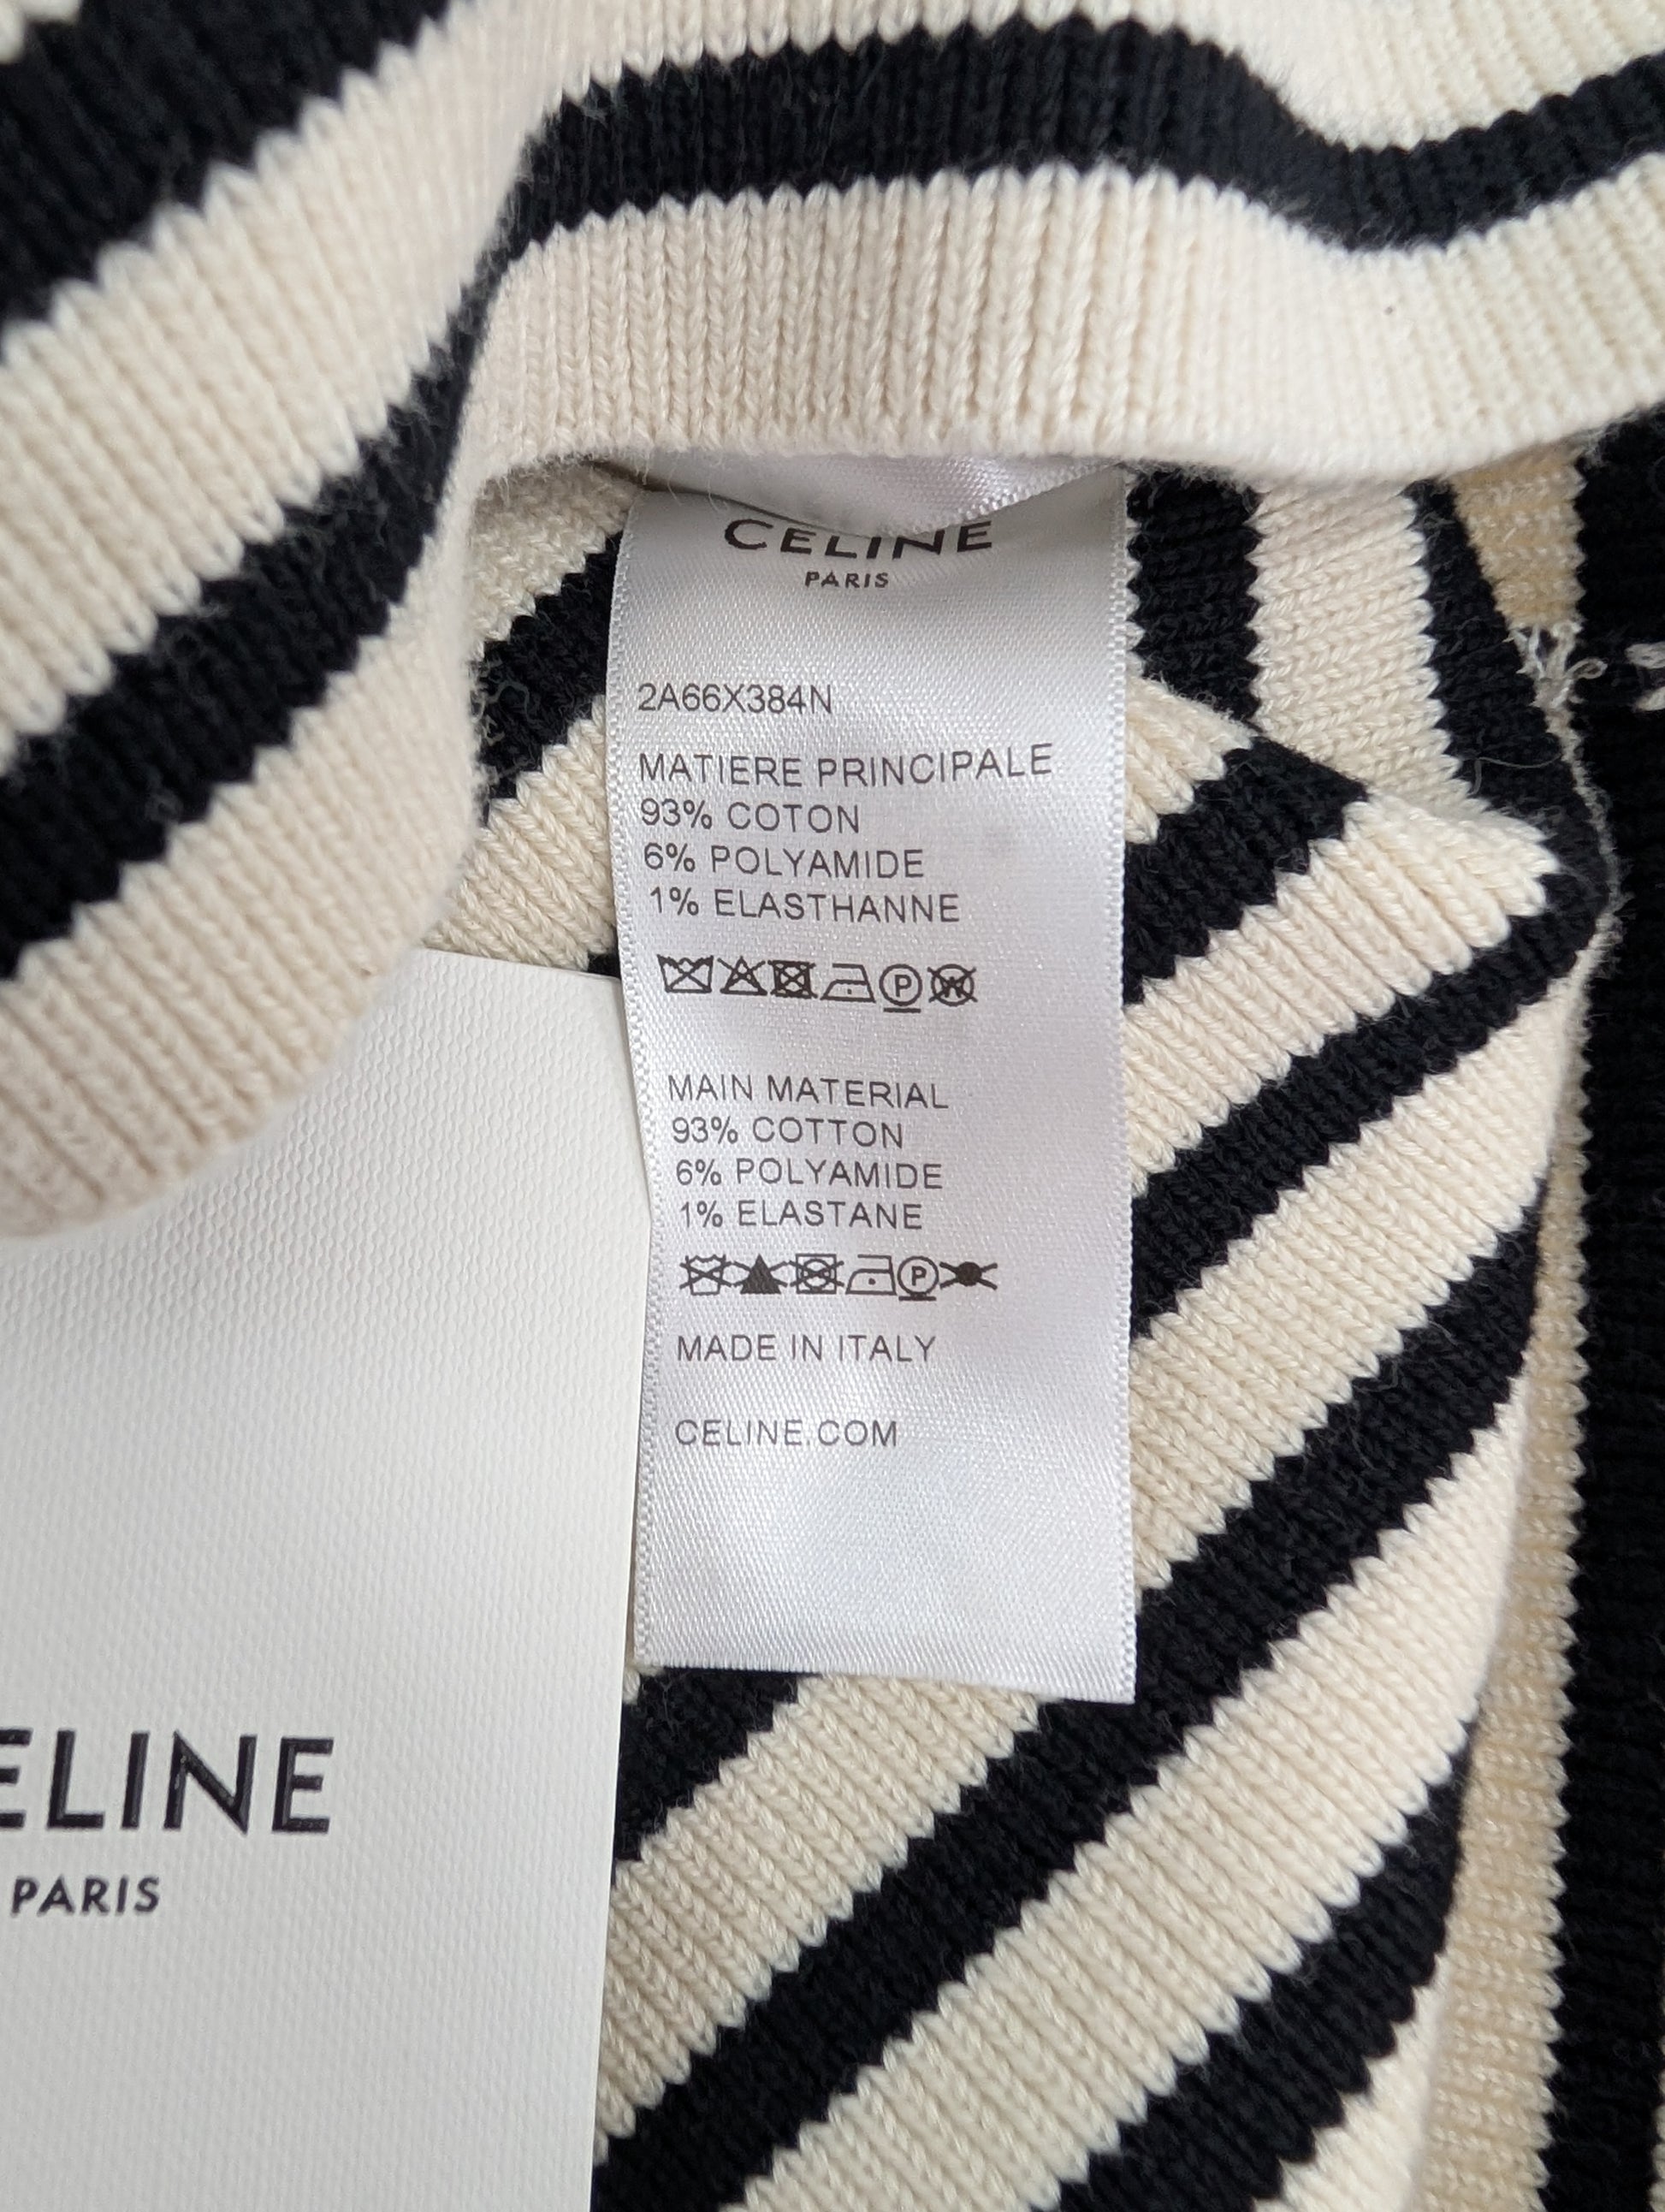 CELINE
PARIS
2A66X384N
MATIERE PRINCIPALE
93% COTON
6% POLYAMIDE
1% ELASTHANNE
P W
MAIN MATERIAL
93% COTTON
6% POLYAMIDE
1% ELASTANE
P
MADE IN ITALY
CELINE.COM
ELINE
PARIS